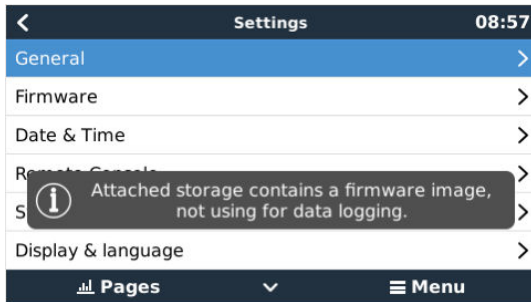 Settings 08:57
General
Firmware
Date & Time
Attached storage contains a firmware image,
not using for data logging.
Display & language
Pages Menu